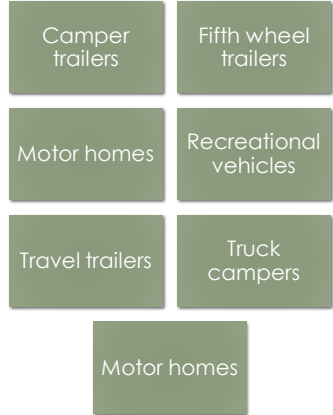 Camper
trailers
Fifth wheel
trailers
Motor homes
Recreational
vehicles
Travel trailers
Truck
campers
Motor homes